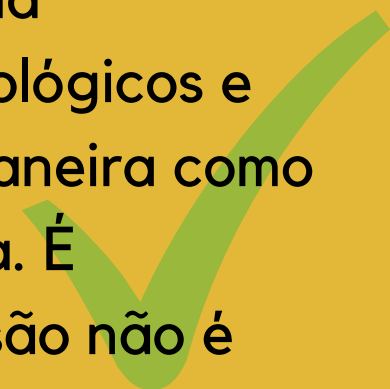 ológicos e
aneira como
a. É
são não é